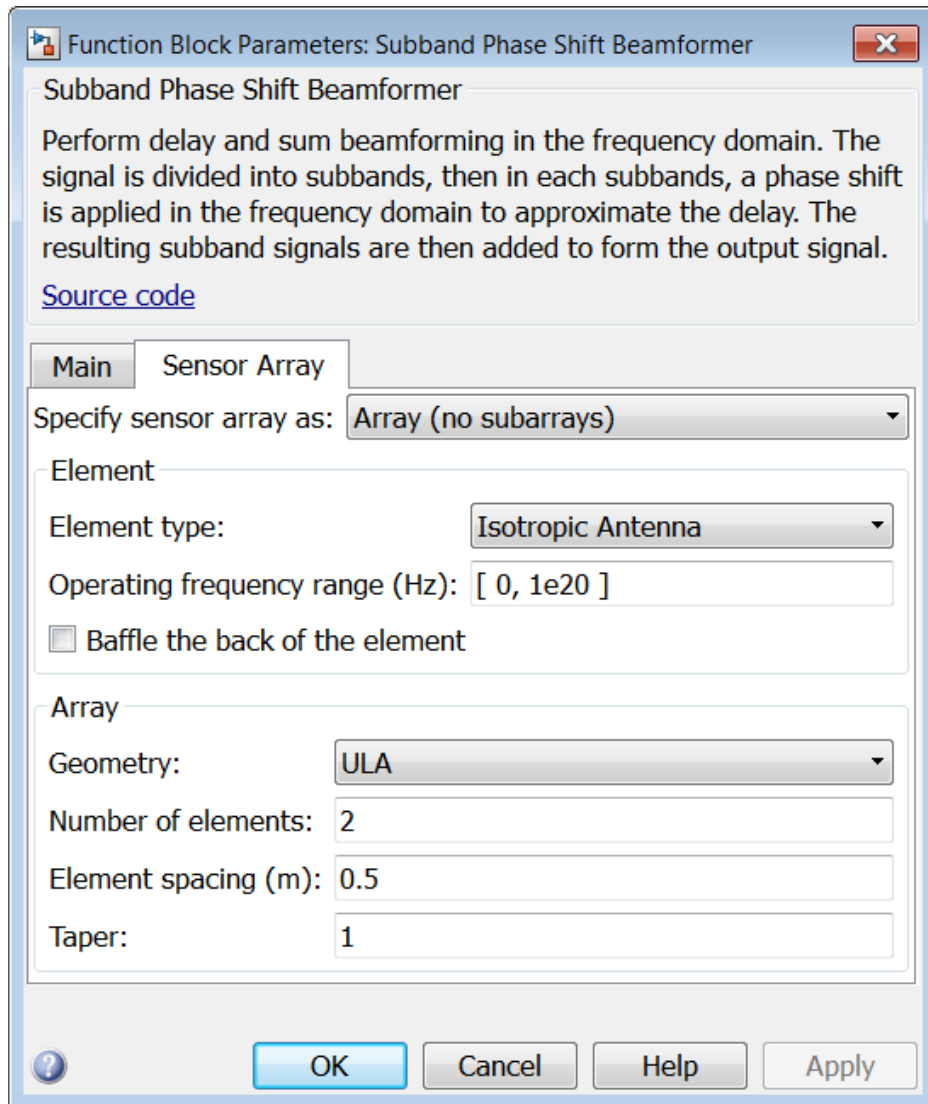 Function Block Parameters: Subband Phase Shift Beamformer
Subband Phase Shift Beamformer
Perform delay and sum beamforming in the frequency domain. The
signal is divided into subbands, then in each subbands, a phase shift
is applied in the frequency domain to approximate the delay. The
resulting subband signals are then added to form the output signal.
Source code
Main Sensor Array
Specify sensor array as: Array (no subarrays)
Element
Element type: Isotropic Antenna
Operating frequency range (Hz): [ 0, 1e20 ]
Baffle the back of the element
Array
Geometry: ULA
Number of elements: 2
Element spacing (m): 0.5
Taper: 1
? OK Cancel Help Apply